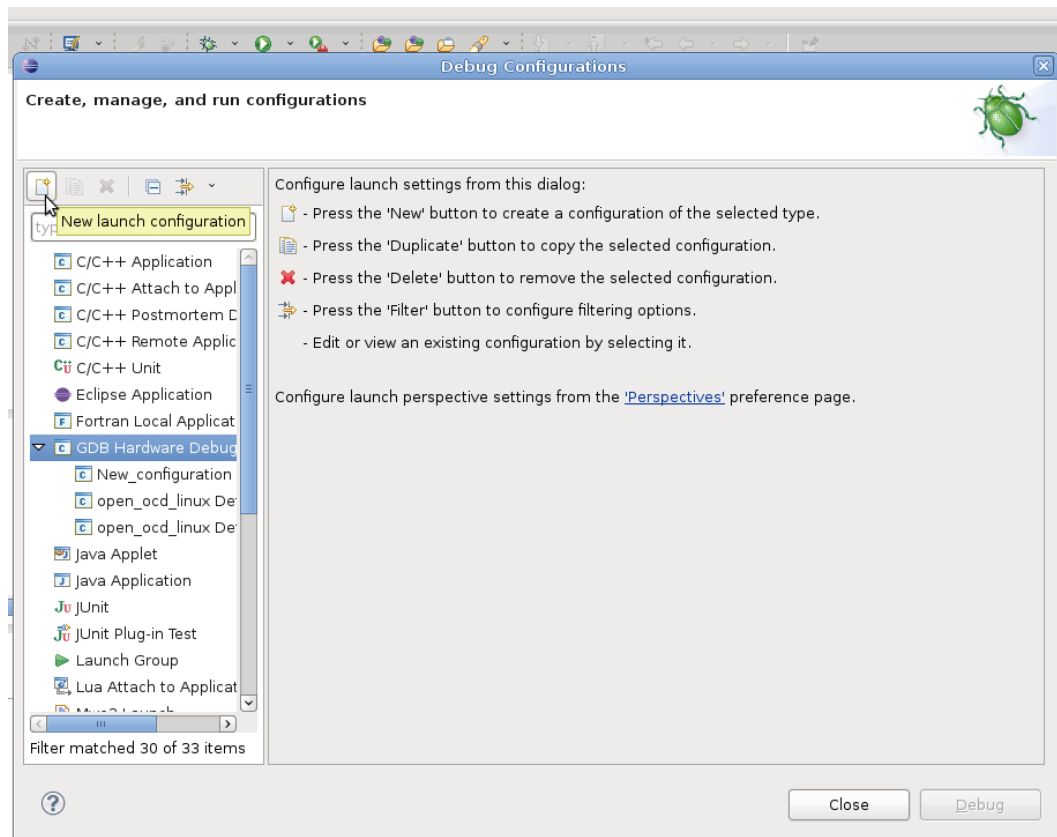 Debug Configurations
Create, manage, and run configurations
New launch configuration
C/C++ Application
C/C++ Attach to Appl
C/C++ Postmortem D
C/C++ Remote Applic
C/C++ Unit
Eclipse Application
Fortran Local Applicat
GDB Hardware Debug
New_configuration
open_ocd_linux De
open_ocd_linux De
Java Applet
Java Application
Ju JUnit
JUnit Plug-in Test
Launch Group
Lua Attach to Applicat
Filter matched 30 of 33 items
Configure launch settings from this dialog:
- Press the 'New' button to create a configuration of the selected type.
- Press the 'Duplicate' button to copy the selected configuration.
- Press the 'Delete' button to remove the selected configuration.
- Press the 'Filter' button to configure filtering options.
- Edit or view an existing configuration by selecting it.
Configure launch perspective settings from the 'Perspectives' preference page.
Close
Debug